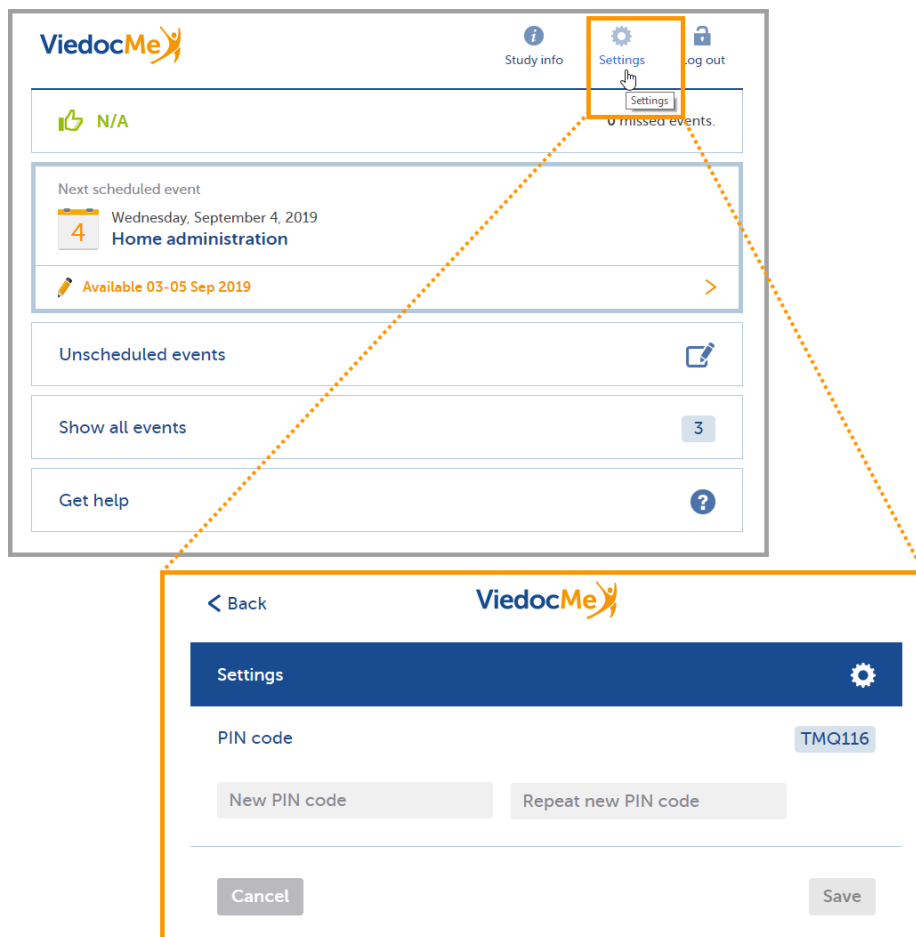 ViedocMe
Study info
Settings
Log out
Settings
N/A
0 missed events.
Next scheduled event
4
Wednesday, September 4, 2019
Home administration
Available 03-05 Sep 2019
Unscheduled events
Show all events
3
Get help
?
Back
ViedocMe
Settings
PIN code
TMQ116
New PIN code
Repeat new PIN code
Cancel
Save